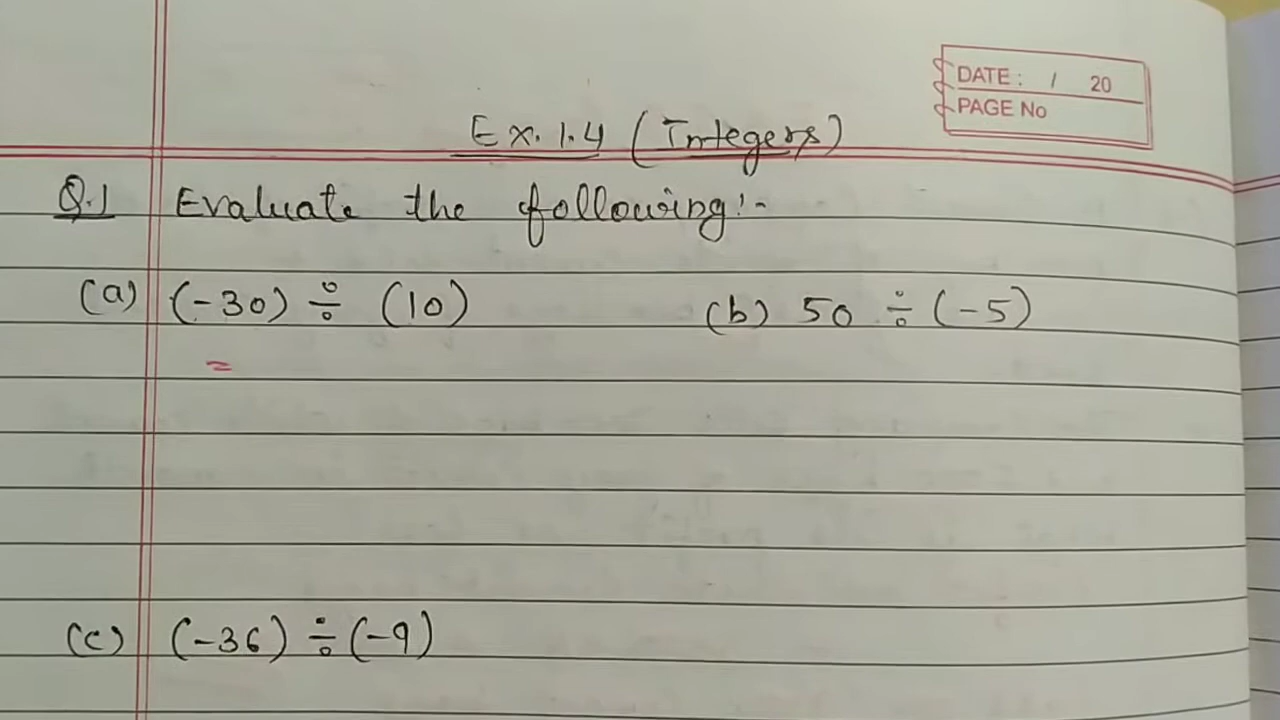 DATE : / 20
PAGE No
Ex. 1.4 (Integers)
Q.1 Evaluate the following:-
(a) (-30) ÷ (10) (b) 50 ÷ (-5)
=
(c) (-36) ÷ (-9)